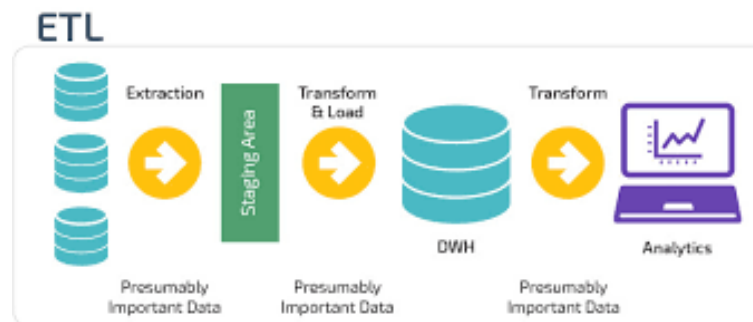 ETL
Extraction
Staging Area
Transform
& Load
Transform
DWH
Analytics
Presumably
Important Data
Presumably
Important Data
Presumably
Important Data